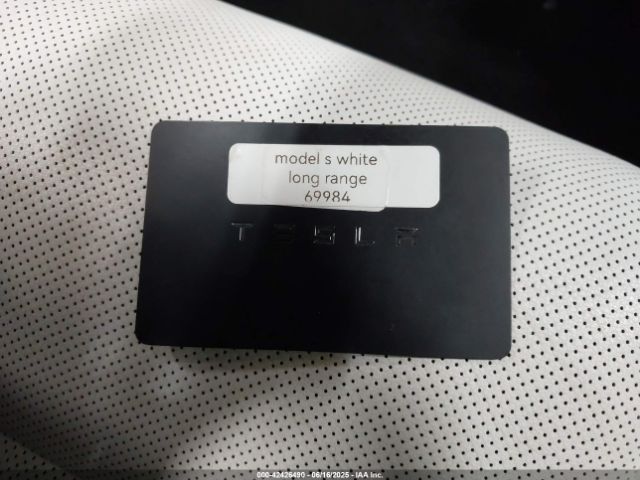 model s white
long range
69984
TESLA
000-42426490 - 06/16/2025 - IAA Inc.